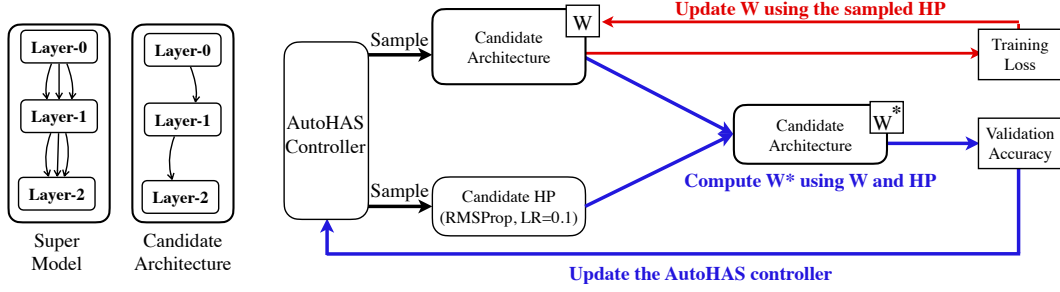 Layer-0
Layer-1
Layer-2
Super
Model
Layer-0
Layer-1
Layer-2
Candidate
Architecture
AutoHAS
Controller
Sample
Sample
Candidate
Architecture
W
Update W using the sampled HP
Training
Loss
Candidate HP
(RMSProp, LR=0.1)
Candidate
Architecture
W*
Compute W* using W and HP
Validation
Accuracy
Update the AutoHAS controller